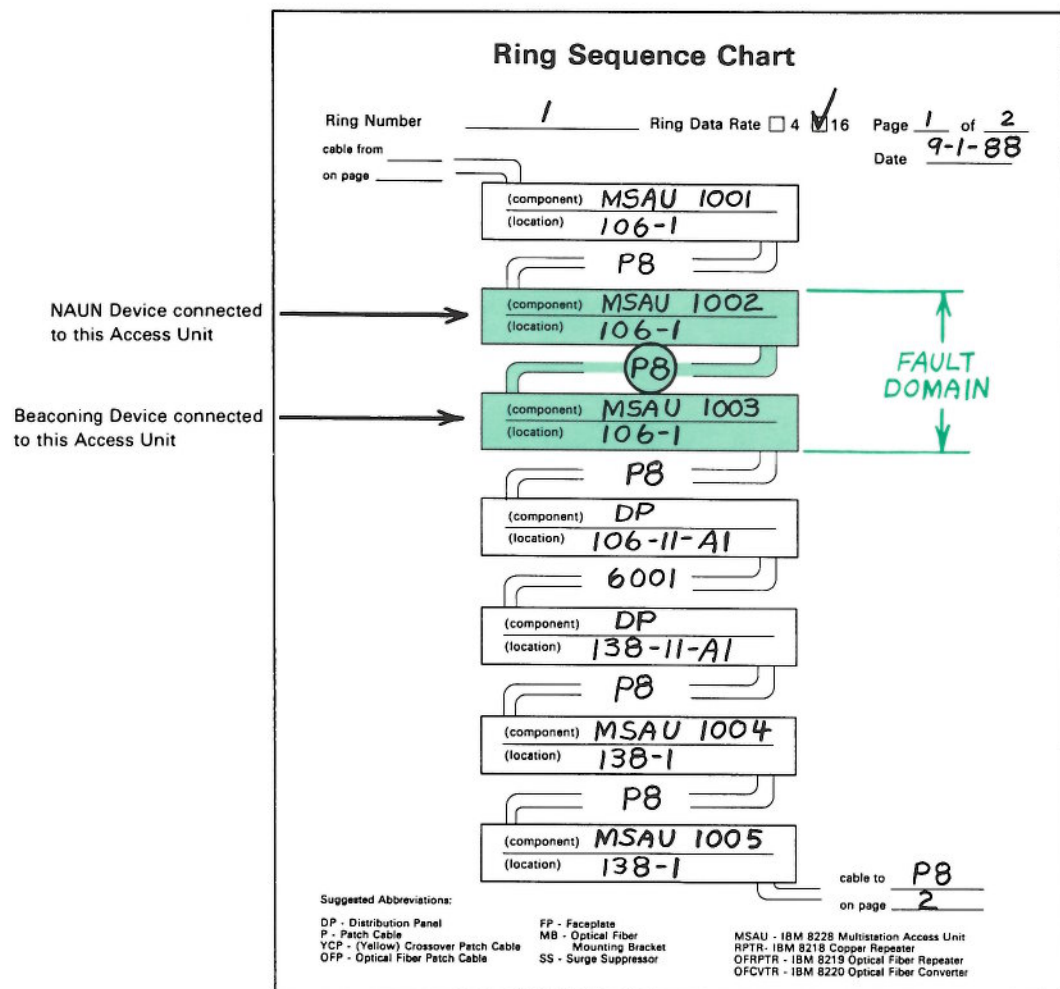 Ring Sequence Chart
Ring Number 1 Ring Data Rate 4 16 Page 1 of 2
cable from
on page
Date 9-1-88
(component) MSAU 1001
(location) 106-1
P8
NAUN Device connected
to this Access Unit
(component) MSAU 1002
(location) 106-1
P8
FAULT
DOMAIN
Beaconing Device connected
to this Access Unit
(component) MSAU 1003
(location) 106-1
P8
(component) DP
(location) 106-11-A1
6001
(component) DP
(location) 138-11-A1
P8
(component) MSAU 1004
(location) 138-1
P8
(component) MSAU 1005
(location) 138-1
cable to P8
on page 2
Suggested Abbreviations:
DP - Distribution Panel
P - Patch Cable
YCP - (Yellow) Crossover Patch Cable
OFP - Optical Fiber Patch Cable
FP - Faceplate
MB - Optical Fiber
Mounting Bracket
SS - Surge Suppressor
MSAU - IBM 8228 Multistation Access Unit
RPTR- IBM 8218 Copper Repeater
OFRPTR - IBM 8219 Optical Fiber Repeater
OFCVTR - IBM 8220 Optical Fiber Converter